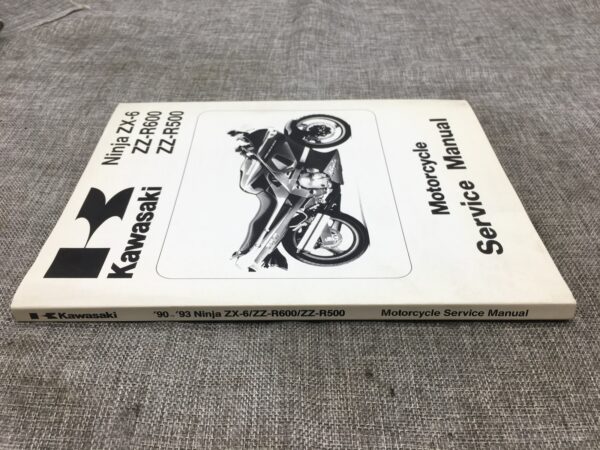 Kawasaki
Ninja ZX-6
ZZ-R600
ZZ-R500
Motorcycle
Service Manual
Kawasaki '90 - '93 Ninja ZX-6/ZZ-R600/ZZ-R500 Motorcycle Service Manual